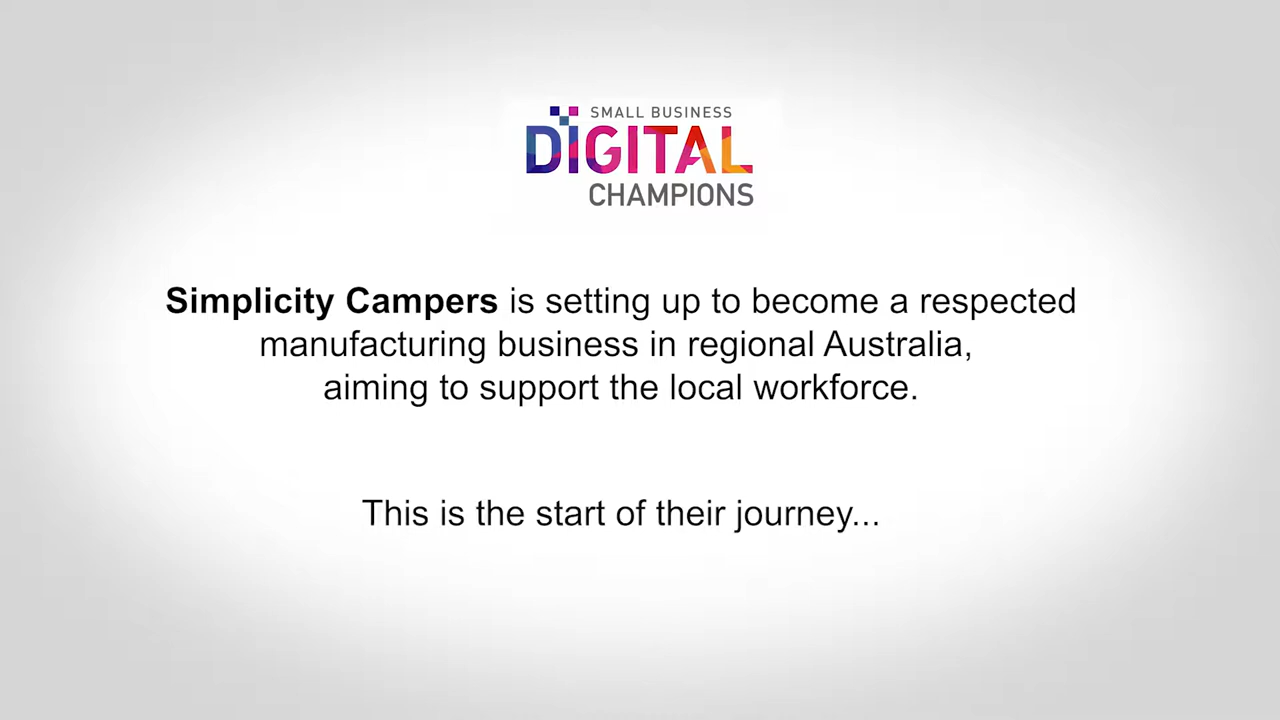 SMALL BUSINESS
DIGITAL
CHAMPIONS
Simplicity Campers is setting up to become a respected
manufacturing business in regional Australia,
aiming to support the local workforce.
This is the start of their journey...